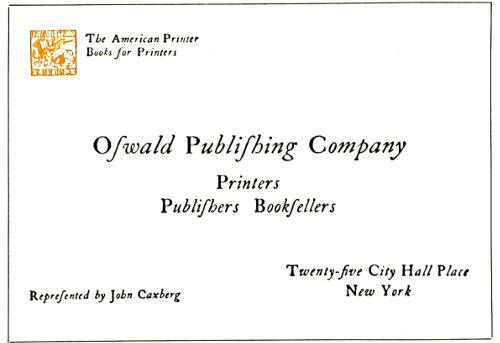 The American Printer
Books for Printers
Oſwald Publiſhing Company
Printers
Publiſhers Bookſellers
Twenty-five City Hall Place
New York
Repreſented by John Caxberg